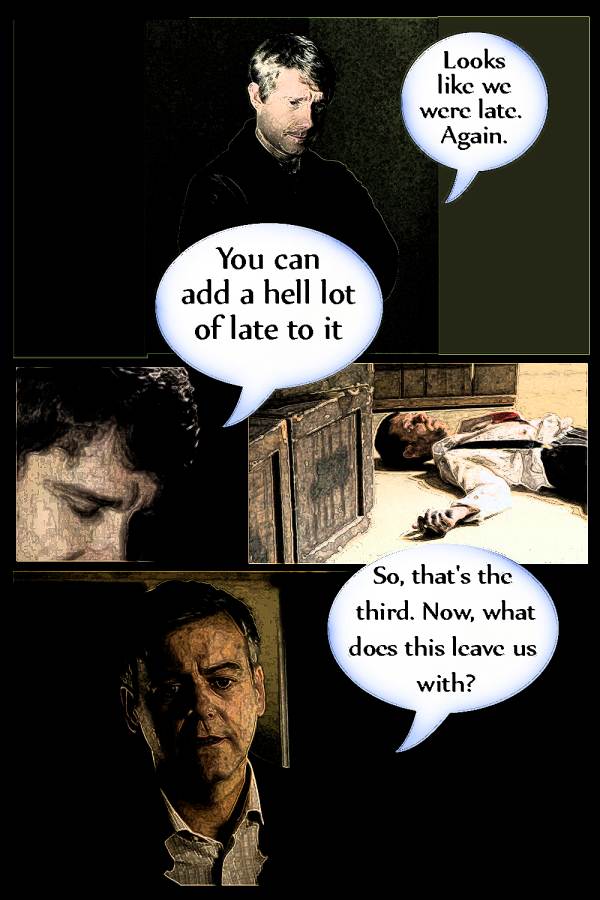 Looks
like we
were late.
Again.
You can
add a hell lot
of late to it
So, that's the
third. Now, what
does this leave us
with?